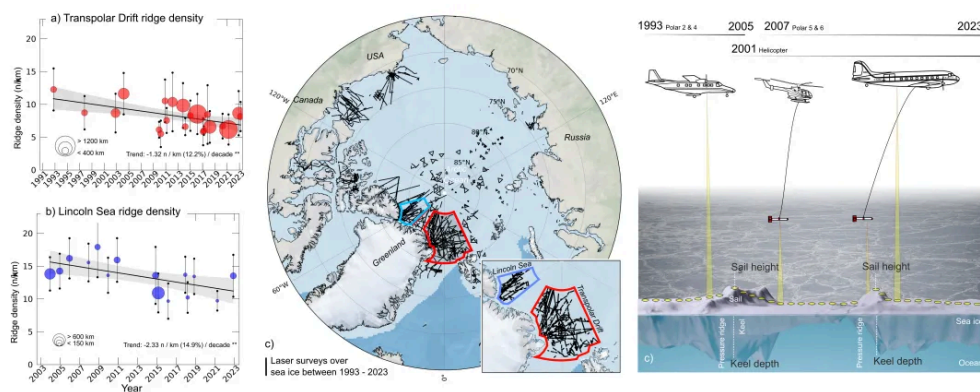 a) Transpolar Drift ridge density
Ridge density (n/km)
20
15
10
5
0
> 1200 km
< 400 km
Trend: -1.32 n / km (12.2%) / decade **
1991
1993
1995
1997
1999
2001
2003
2005
2007
2009
2011
2013
2015
2017
2019
2021
2023
b) Lincoln Sea ridge density
Ridge density (n/km)
20
15
10
5
0
> 600 km
< 150 km
Trend: -2.33 n / km (14.9%) / decade **
2003
2005
2007
2009
2011
2013
2015
2017
2019
2021
2023
Year
USA
Canada
Russia
Greenland
120°W
120°E
60°W
70°N
75°N
80°N
85°N
0°
c)
Laser surveys over
sea ice between 1993 - 2023
Lincoln Sea
Transpolar Drift
1993 Polar 2 & 4
2005
2007 Polar 5 & 6
2023
2001 Helicopter
Sail height
Sail height
Sail
Pressure ridge
Keel
Keel depth
Pressure ridge
Keel depth
Sea ice
Ocean
c)